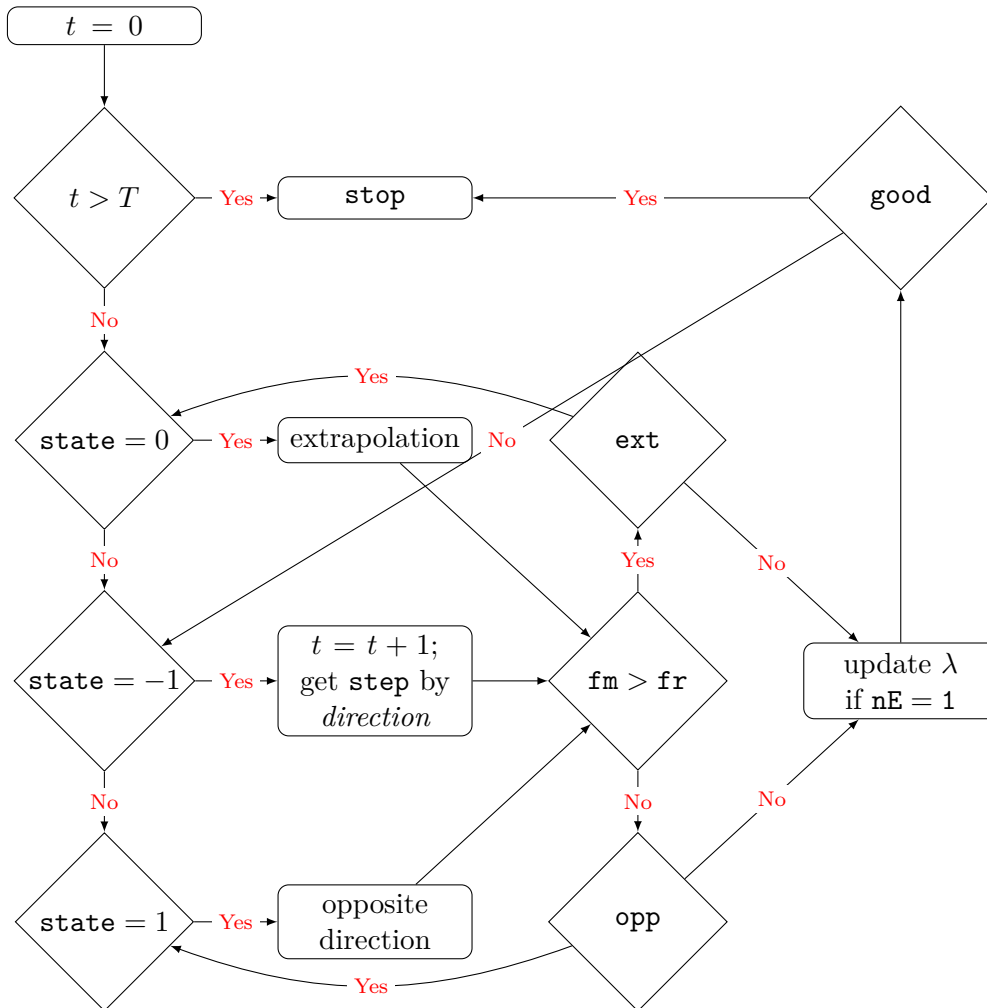 t = 0
t > T
Yes
stop
Yes
good
No
Yes
state = 0
Yes
extrapolation
No
ext
No
Yes
No
state = −1
Yes
t = t + 1;
get step by
direction
fm > fr
update λ
if nE = 1
No
No
No
state = 1
Yes
opposite
direction
opp
Yes